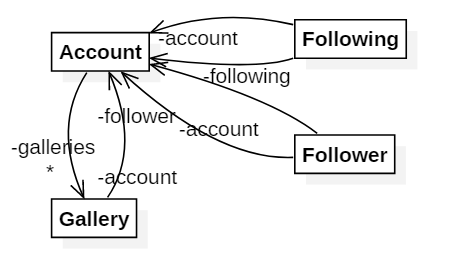 -account
Following
Account
-following
-follower
-account
-galleries
*
Follower
-account
Gallery